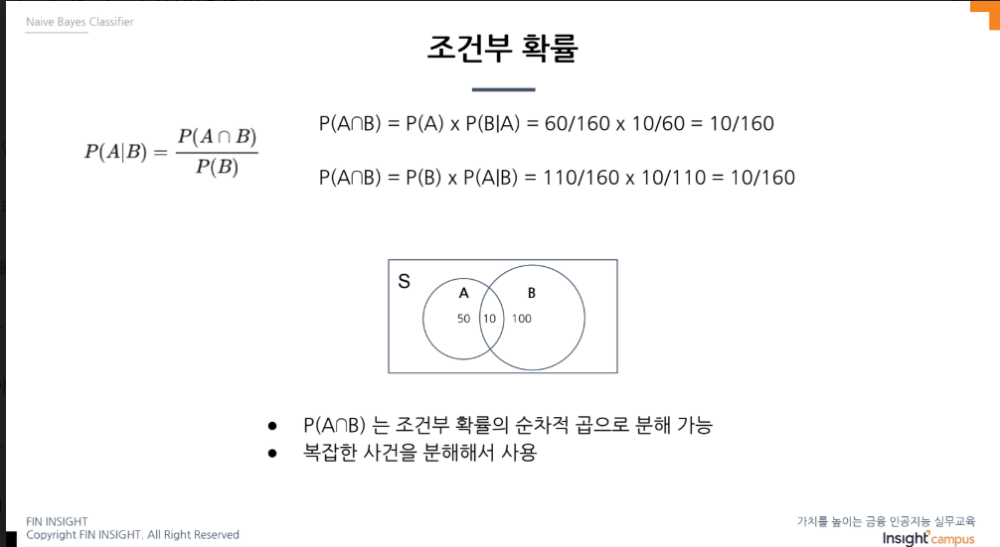 Naive Bayes Classifier
조건부 확률
P(A|B) = P(A ∩ B) / P(B)
P(A∩B) = P(A) x P(B|A) = 60/160 x 10/60 = 10/160
P(A∩B) = P(B) x P(A|B) = 110/160 x 10/110 = 10/160
S
A B
50 10 100
● P(A∩B) 는 조건부 확률의 순차적 곱으로 분해 가능
● 복잡한 사건을 분해해서 사용
FIN INSIGHT
Copyright FIN INSIGHT. All Right Reserved
가치를 높이는 금융 인공지능 실무교육
Insight campus